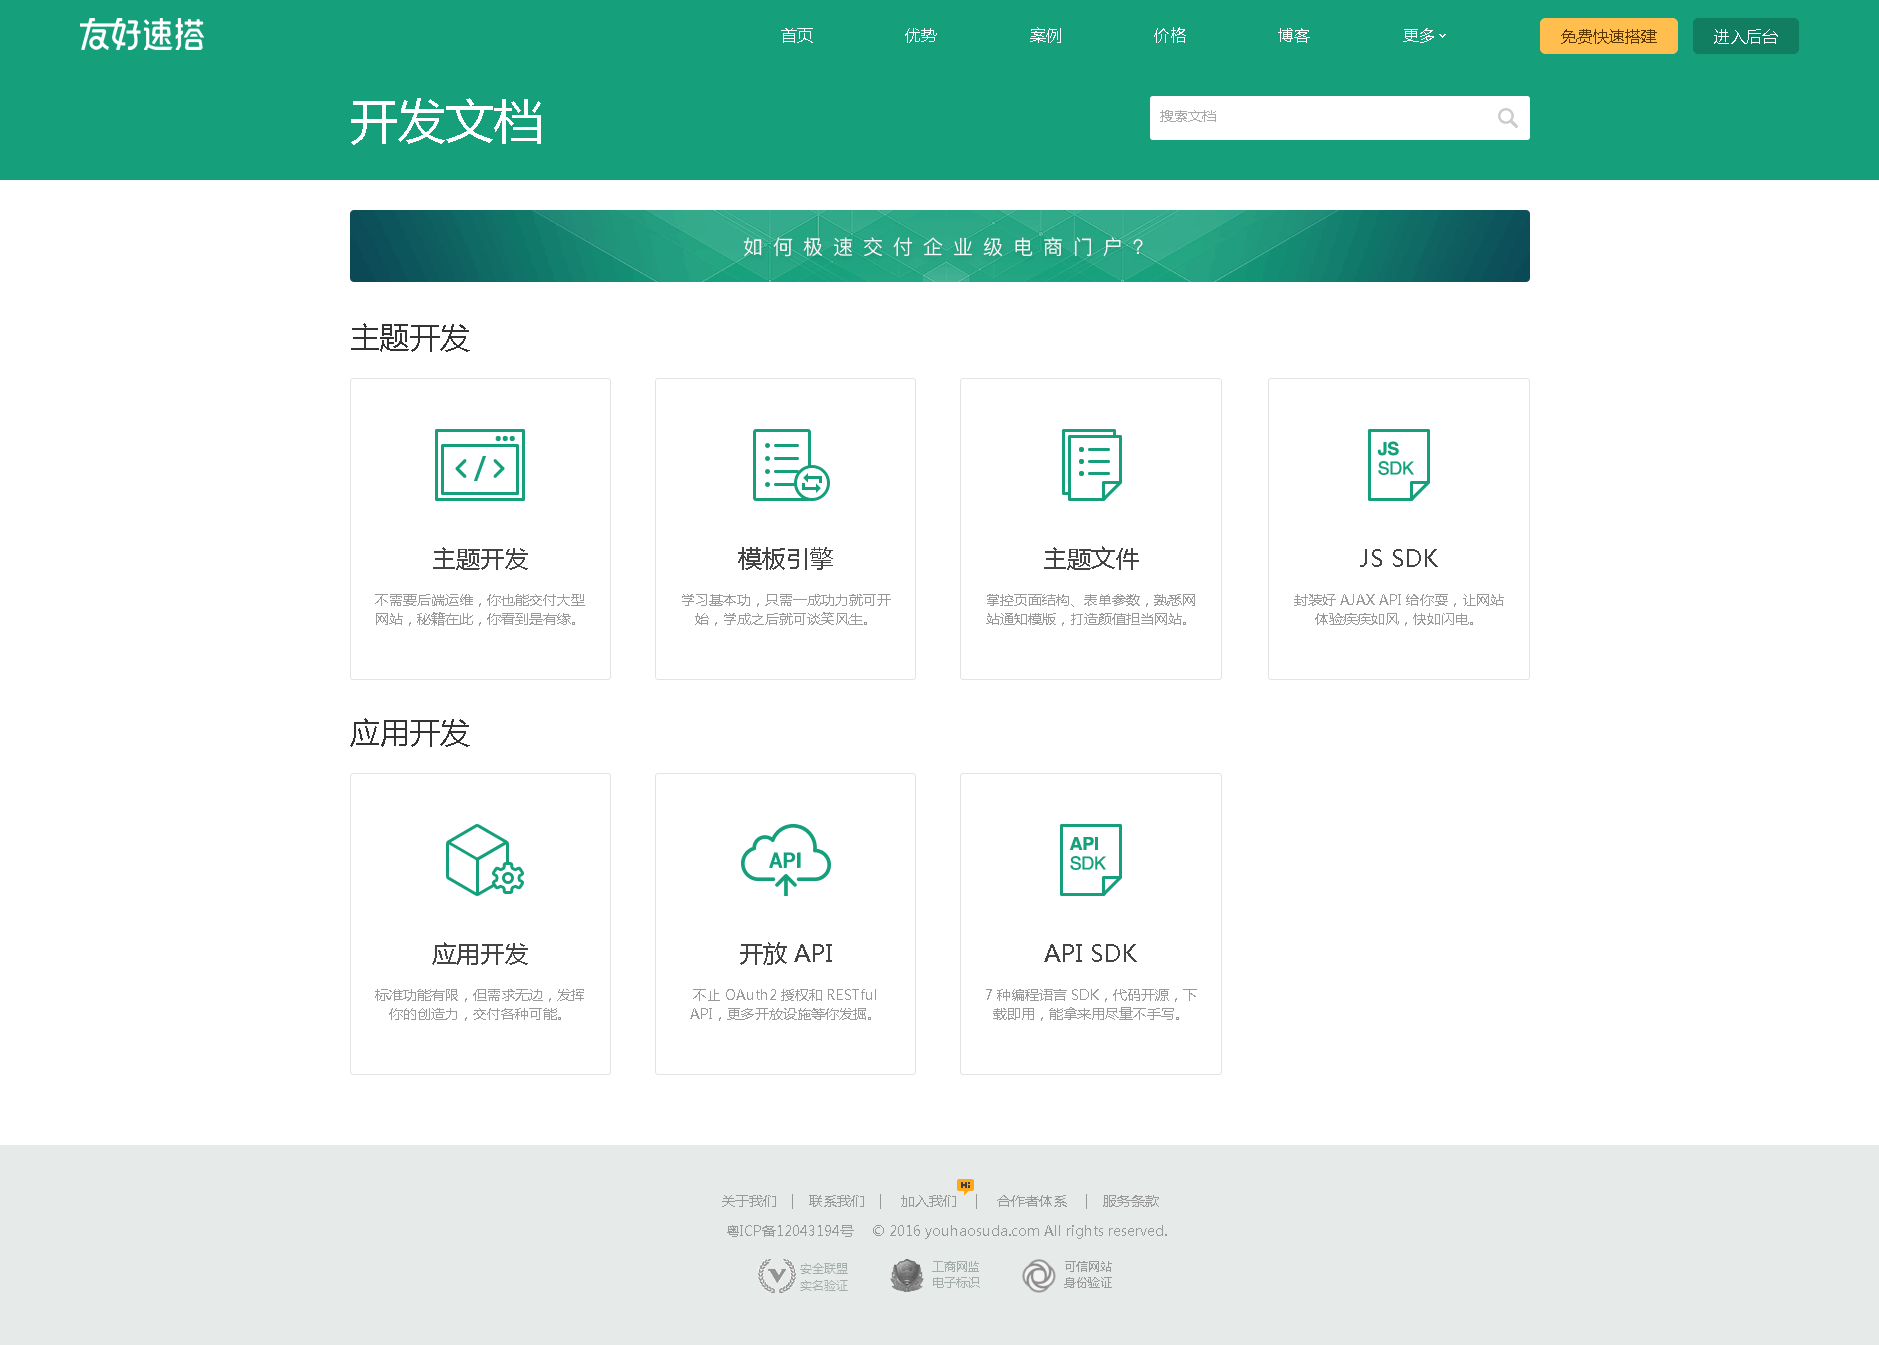 友好速搭
首页 优势 案例 价格 博客 更多 免费快速搭建 进入后台
开发文档
搜索文档
如何极速交付企业级电商门户?
主题开发
JS
SDK
主题开发
不需要后端运维，你也能交付大型
网站，秘籍在此，你看到是有缘。
模板引擎
学习基本功，只需一成功力就可开
始，学成之后就可谈笑风生。
主题文件
掌控页面结构、表单参数，熟悉网
站通知模版，打造颜值担当网站。
JS SDK
封装好 AJAX API 给你耍，让网站
体验疾疾如风，快如闪电。
应用开发
API
API
SDK
应用开发
标准功能有限，但需求无边，发挥
你的创造力，交付各种可能。
开放 API
不止 OAuth2 授权和 RESTful
API，更多开放设施等你发掘。
API SDK
7 种编程语言 SDK，代码开源，下
载即用，能拿来用尽量不手写。
Hi
关于我们 | 联系我们 | 加入我们 | 合作者体系 | 服务条款
粤ICP备12043194号 © 2016 youhaosuda.com All rights reserved.
安全联盟
实名验证
工商网监
电子标识
可信网站
身份验证